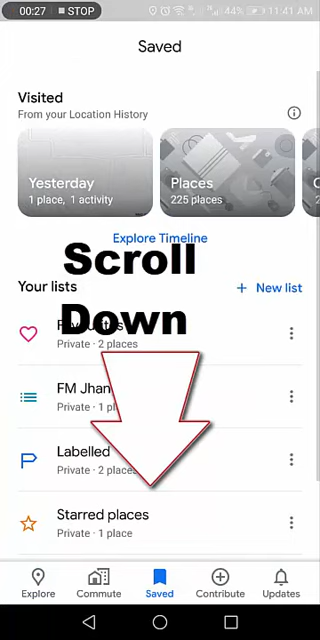 00:27 STOP 44% 11:41 AM
Saved
Visited
From your Location History
Yesterday
1 place, 1 activity
Places
225 places
Explore Timeline
Scroll
Your lists
+ New list
Down
Private · 2 places
FM Jhan
Private · 1 pl
Labelled
Private · 2 places
Starred places
Private · 1 place
Explore
Commute
Saved
Contribute
Updates